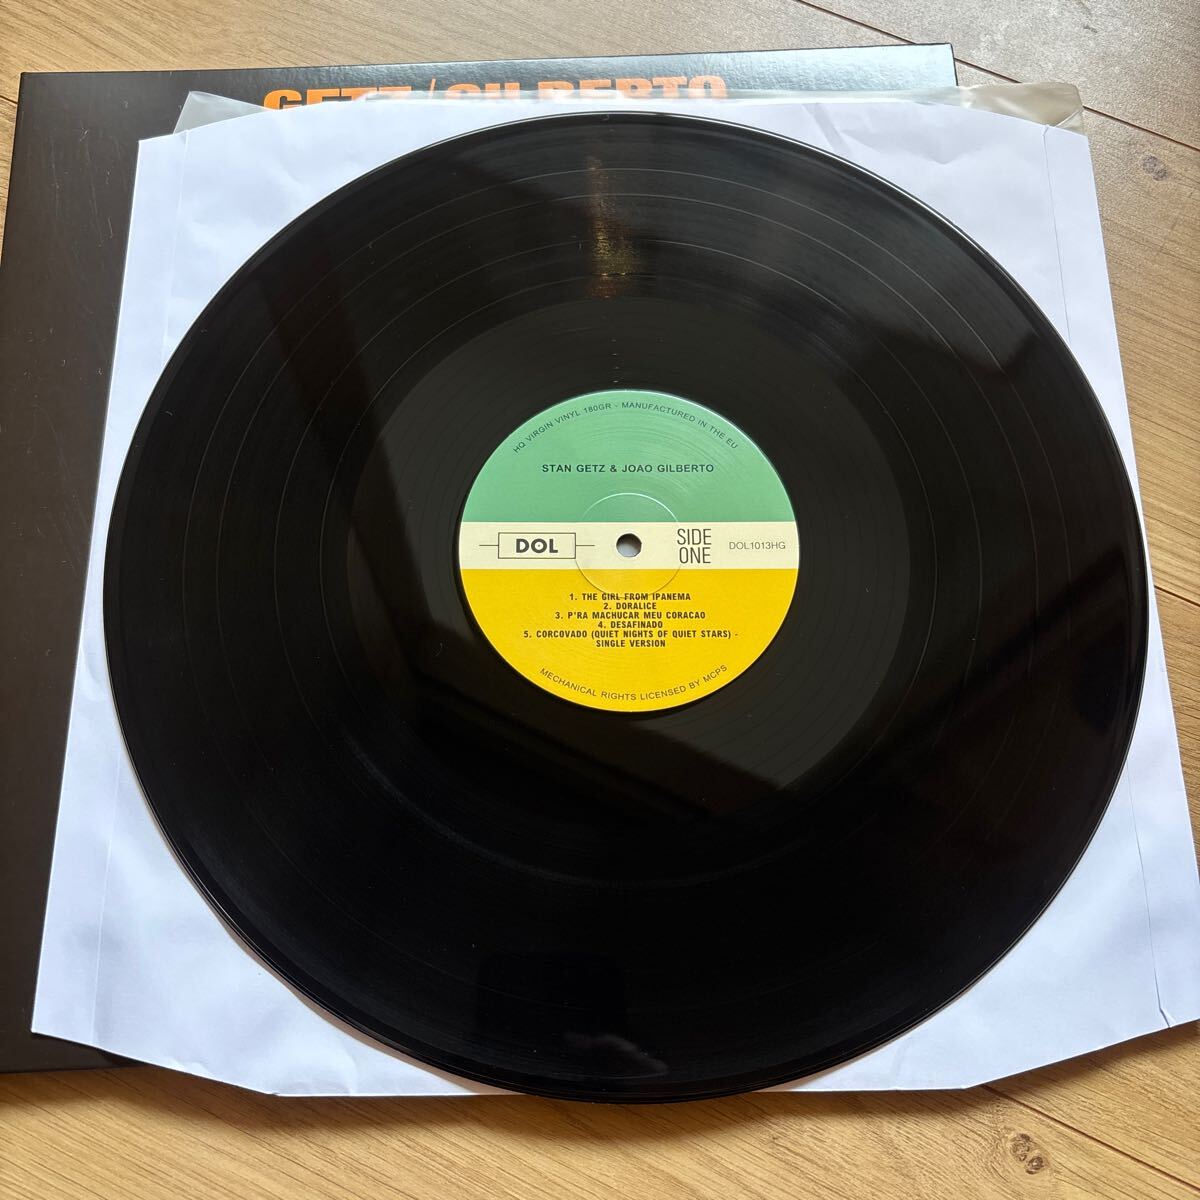 GETZ/GILBERTO
HQ VIRGIN VINYL 180GR - MANUFACTURED IN THE EU
STAN GETZ & JOAO GILBERTO
DOL
SIDE
ONE
DOL1013HG
1. THE GIRL FROM IPANEMA
2. DORALICE
3. P'RA MACHUCAR MEU CORACAO
4. DESAFINADO
5. CORCOVADO (QUIET NIGHTS OF QUIET STARS) -
SINGLE VERSION
MECHANICAL RIGHTS LICENSED BY MCPS